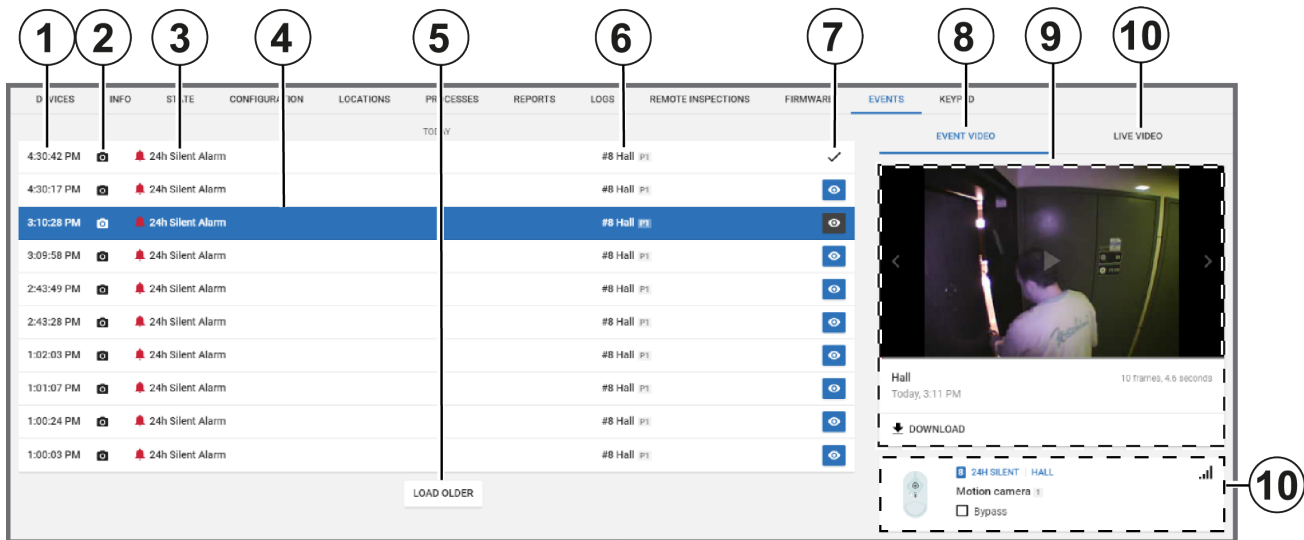 1 2 3 4 5 6 7 8 9 10
DEVICES INFO STATE CONFIGURATION LOCATIONS PROCESSES REPORTS LOGS REMOTE INSPECTIONS FIRMWARE EVENTS KEYPAD
TODAY
EVENT VIDEO LIVE VIDEO
4:30:42 PM 24h Silent Alarm #8 Hall P1
4:30:17 PM 24h Silent Alarm #8 Hall P1
3:10:28 PM 24h Silent Alarm #8 Hall P1
3:09:58 PM 24h Silent Alarm #8 Hall P1
2:43:49 PM 24h Silent Alarm #8 Hall P1
2:43:28 PM 24h Silent Alarm #8 Hall P1
1:02:03 PM 24h Silent Alarm #8 Hall P1
1:01:07 PM 24h Silent Alarm #8 Hall P1
1:00:24 PM 24h Silent Alarm #8 Hall P1
1:00:03 PM 24h Silent Alarm #8 Hall P1
LOAD OLDER
Hall 10 frames, 4.6 seconds
Today, 3:11 PM
DOWNLOAD
8 24H SILENT HALL
Motion camera 1
Bypass
10